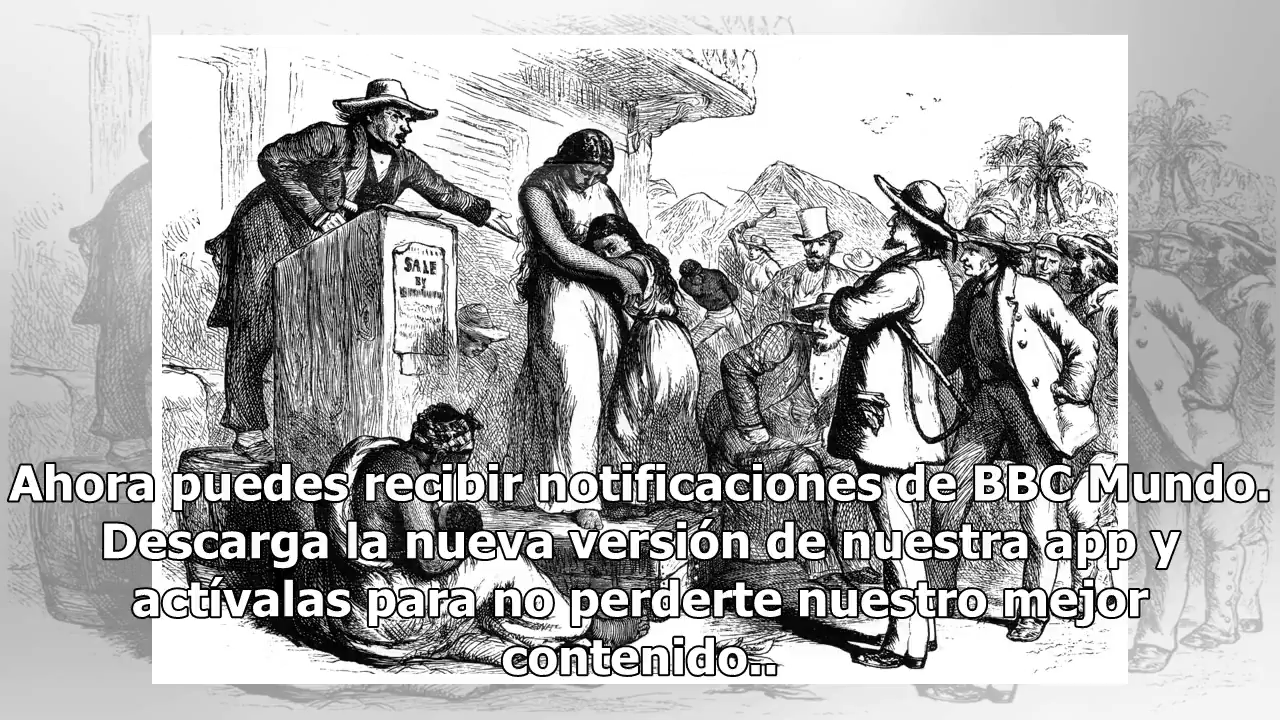 SALE
BY
Ahora puedes recibir notificaciones de BBC Mundo.
Descarga la nueva versión de nuestra app y
actívalas para no perderte nuestro mejor
contenido..